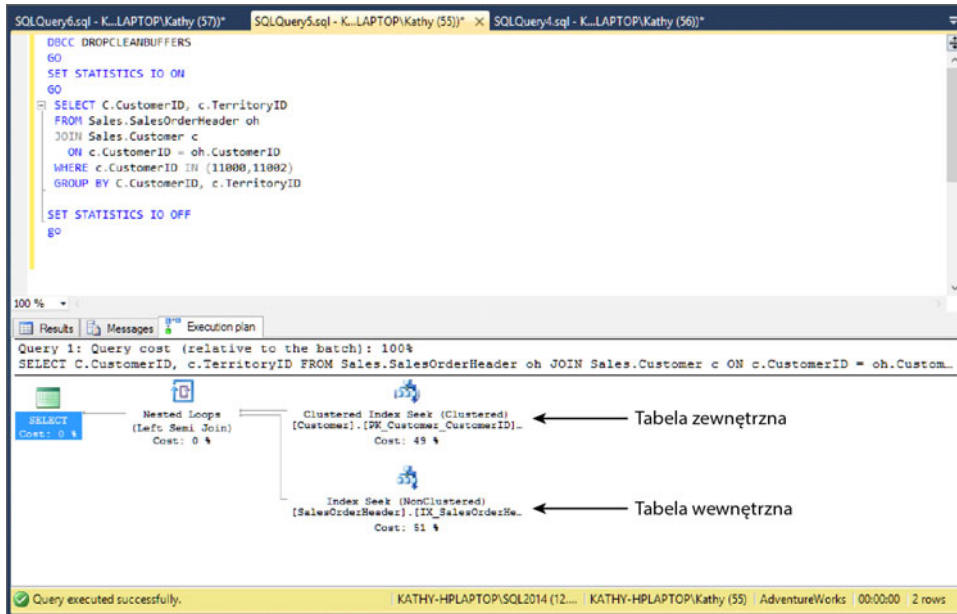 SQLQuery6.sql - K...LAPTOP\Kathy (57))* SQLQuery5.sql - K...LAPTOP\Kathy (55))* × SQLQuery4.sql - K...LAPTOP\Kathy (56))*
DBCC DROPCLEANBUFFERS
GO
SET STATISTICS IO ON
GO
SELECT C.CustomerID, c.TerritoryID
FROM Sales.SalesOrderHeader oh
JOIN Sales.Customer c
ON c.CustomerID = oh.CustomerID
WHERE c.CustomerID IN (11000,11002)
GROUP BY C.CustomerID, c.TerritoryID
SET STATISTICS IO OFF
go
100 %
Results Messages Execution plan
Query 1: Query cost (relative to the batch): 100%
SELECT C.CustomerID, c.TerritoryID FROM Sales.SalesOrderHeader oh JOIN Sales.Customer c ON c.CustomerID = oh.Custom…
SELECT
Cost: 0 %
Nested Loops
(Left Semi Join)
Cost: 0 %
Clustered Index Seek (Clustered)
[Customer].[PK_Customer_CustomerID]…
Cost: 49 %
Tabela zewnętrzna
Index Seek (NonClustered)
[SalesOrderHeader].[IX_SalesOrderHe…
Cost: 51 %
Tabela wewnętrzna
Query executed successfully. KATHY-HPLAPTOP\SQL2014 (12.... KATHY-HPLAPTOP\Kathy (55) AdventureWorks 00:00:00 2 rows